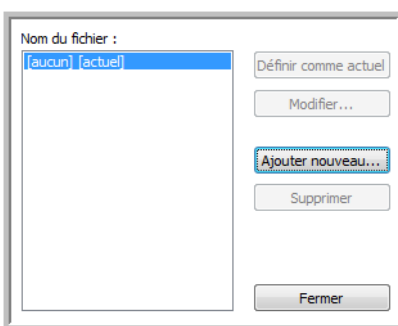 Nom du fichier :
[aucun] [actuel]
Définir comme actuel
Modifier...
Ajouter nouveau...
Supprimer
Fermer